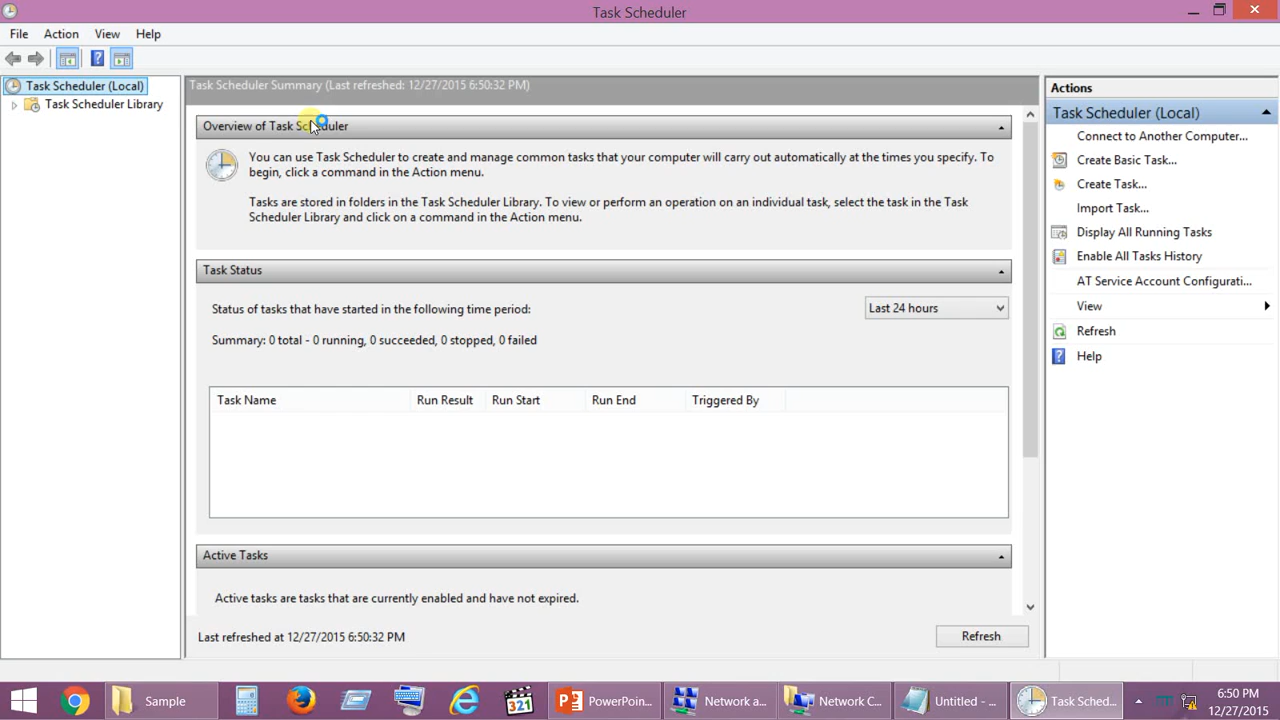 Task Scheduler
File Action View Help
Task Scheduler (Local)
Task Scheduler Library
Task Scheduler Summary (Last refreshed: 12/27/2015 6:50:32 PM)
Overview of Task Scheduler
You can use Task Scheduler to create and manage common tasks that your computer will carry out automatically at the times you specify. To
begin, click a command in the Action menu.
Tasks are stored in folders in the Task Scheduler Library. To view or perform an operation on an individual task, select the task in the Task
Scheduler Library and click on a command in the Action menu.
Task Status
Status of tasks that have started in the following time period:
Last 24 hours
Summary: 0 total - 0 running, 0 succeeded, 0 stopped, 0 failed
Task Name Run Result Run Start Run End Triggered By
Active Tasks
Active tasks are tasks that are currently enabled and have not expired.
Last refreshed at 12/27/2015 6:50:32 PM
Refresh
Actions
Task Scheduler (Local)
Connect to Another Computer...
Create Basic Task...
Create Task...
Import Task...
Display All Running Tasks
Enable All Tasks History
AT Service Account Configurati...
View
Refresh
Help
Sample
321
PowerPoin...
Network a...
Network C...
Untitled - ...
Task Sched...
6:50 PM
12/27/2015